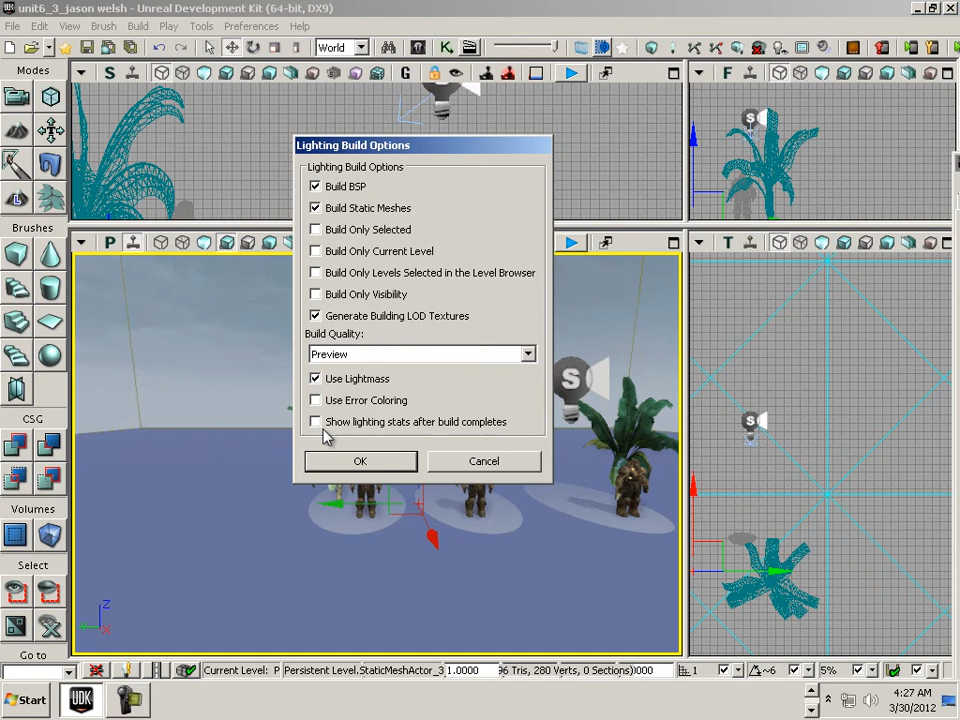 unit6_3_jason welsh - Unreal Development Kit (64-bit, DX9)
File Edit View Brush Build Play Tools Preferences Help
World
Modes
S
G
F
Lighting Build Options
Lighting Build Options
Build BSP
Build Static Meshes
Build Only Selected
Build Only Current Level
Build Only Levels Selected in the Level Browser
Build Only Visibility
Generate Building LOD Textures
Build Quality:
Preview
Use Lightmass
Use Error Coloring
Show lighting stats after build completes
OK Cancel
Brushes
P
T
S
S
S
CSG
Volumes
Select
Go to
Z
X
Current Level: P Persistent Level.StaticMeshActor_3 1.0000 96 Tris, 280 Verts, 0 Sections)0000 1 6 5%
Start
UDK
4:27 AM
3/30/2012